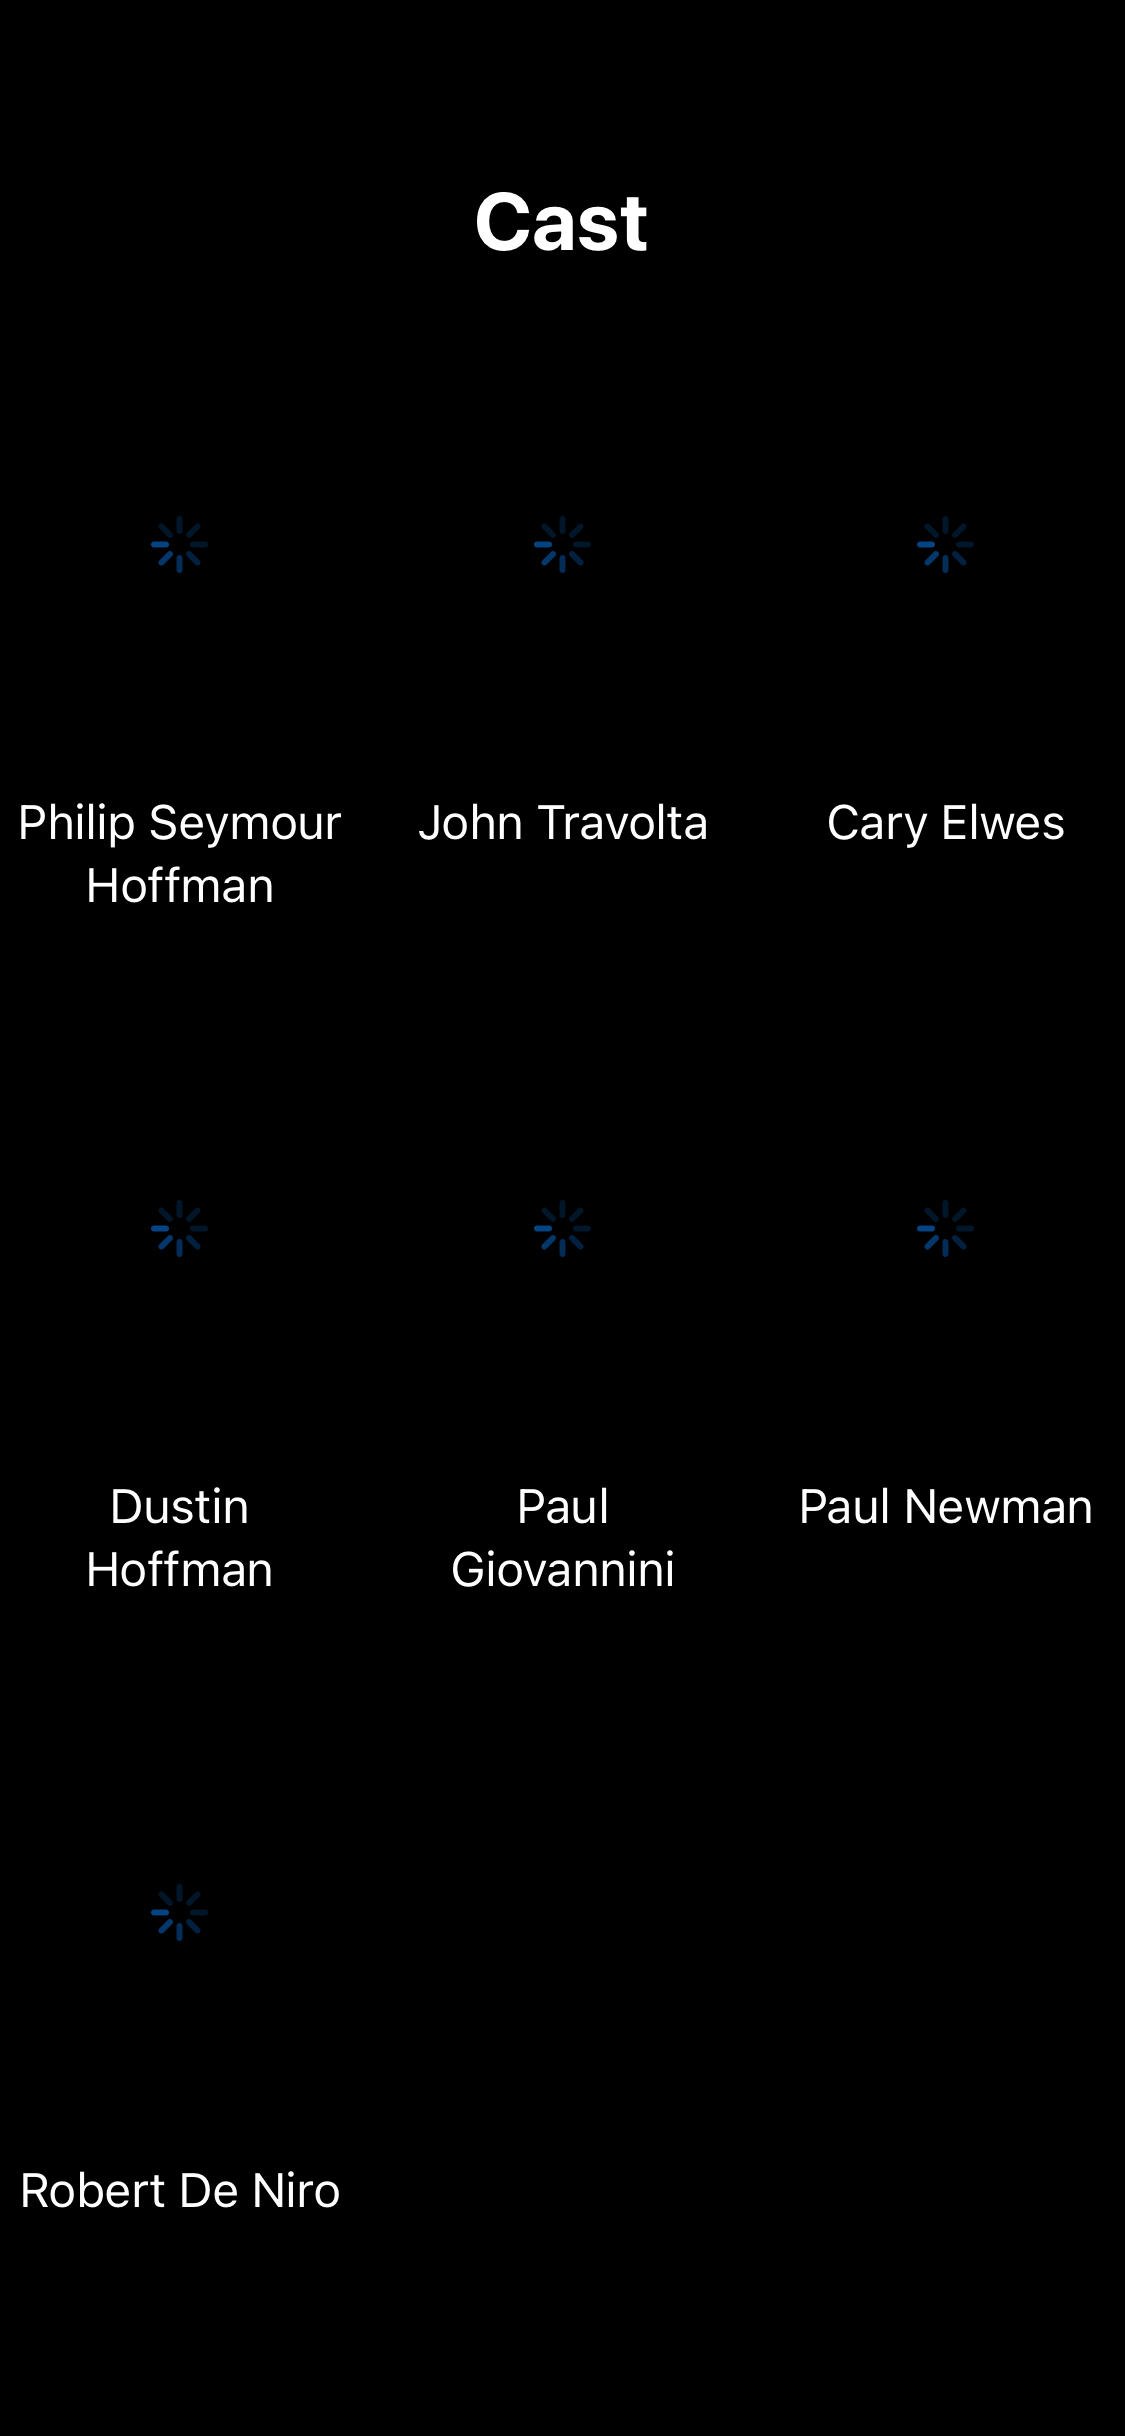 Cast
Philip Seymour
Hoffman
John Travolta
Cary Elwes
Dustin
Hoffman
Paul
Giovannini
Paul Newman
Robert De Niro